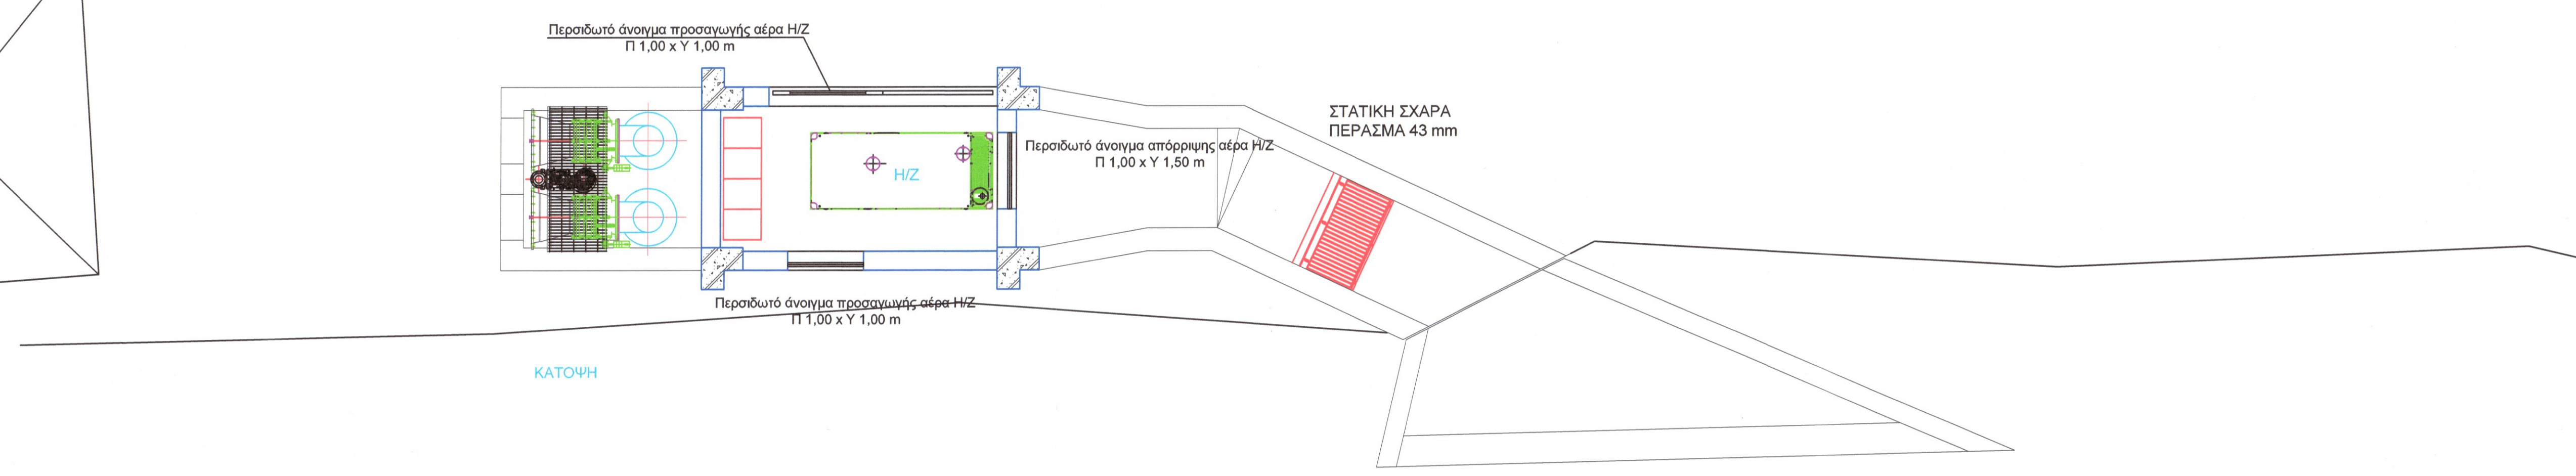 Περσιδωτό άνοιγμα προσαγωγής αέρα Η/Ζ
Π 1,00 x Υ 1,00 m
ΣΤΑΤΙΚΗ ΣΧΑΡΑ
ΠΕΡΑΣΜΑ 43 mm
Περσιδωτό άνοιγμα απόρριψης αέρα Η/Ζ
Π 1,00 x Υ 1,50 m
Η/Ζ
Περσιδωτό άνοιγμα προσαγωγής αέρα Η/Ζ
Π 1,00 x Υ 1,00 m
ΚΑΤΟΨΗ